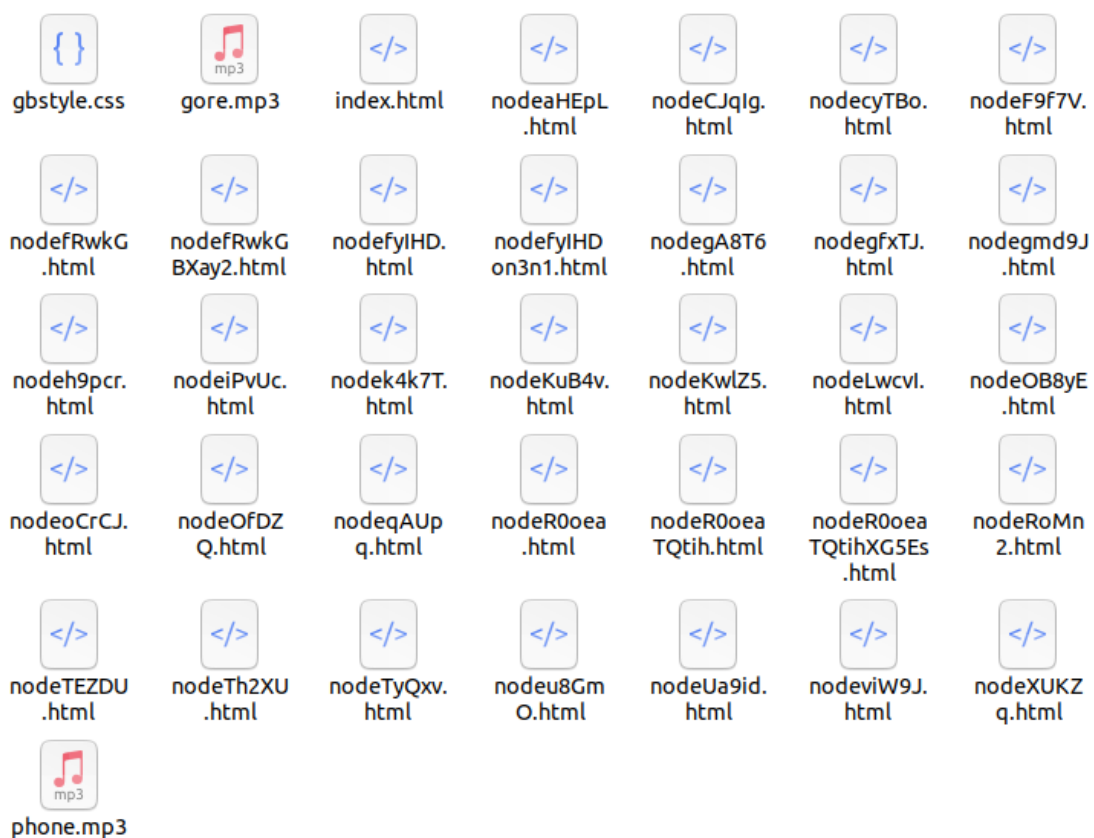 { }
mp3
</>
</>
</>
</>
</>
gbstyle.css
gore.mp3
index.html
nodeaHEpL
.html
nodeCJqIg.
html
nodecyTBo.
html
nodeF9f7V.
html
</>
</>
</>
</>
</>
</>
</>
nodefRwkG
.html
nodefRwkG
BXay2.html
nodefyIHD.
html
nodefyIHD
on3n1.html
nodegA8T6
.html
nodegfxTJ.
html
nodegmd9J
.html
</>
</>
</>
</>
</>
</>
</>
nodeh9pcr.
html
nodeiPvUc.
html
nodek4k7T.
html
nodeKuB4v.
html
nodeKwlZ5.
html
nodeLwcvI.
html
nodeOB8yE
.html
</>
</>
</>
</>
</>
</>
</>
nodeoCrCJ.
html
nodeOfDZ
Q.html
nodeqAUp
q.html
nodeR0oea
.html
nodeR0oea
TQtih.html
nodeR0oea
TQtihXG5Es
.html
nodeRoMn
2.html
</>
</>
</>
</>
</>
</>
</>
nodeTEZDU
.html
nodeTh2XU
.html
nodeTyQxv.
html
nodeu8Gm
O.html
nodeUa9id.
html
nodeviW9J.
html
nodeXUKZ
q.html
mp3
phone.mp3